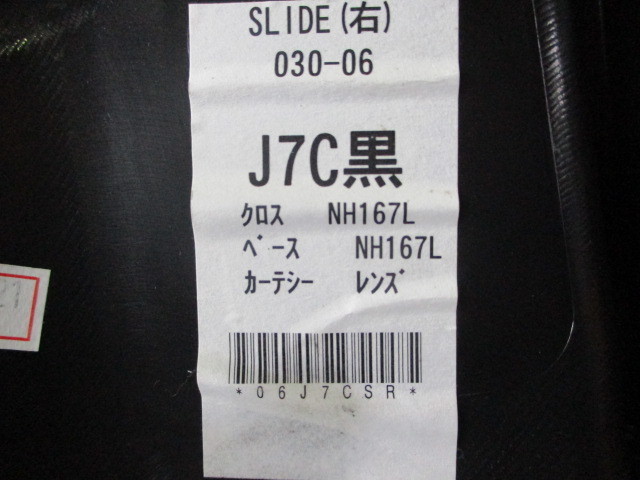 SLIDE(右)
030-06
J7C黒
ｸﾛｽ NH167L
ﾍﾞｰｽ NH167L
ｶｰﾃｼｰ ﾚﾝｽﾞ
*06J7CSR*
21